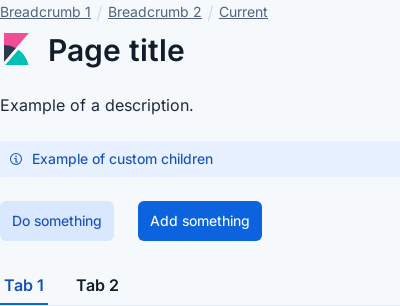 Breadcrumb 1 / Breadcrumb 2 / Current
Page title
Example of a description.
Example of custom children
Do something Add something
Tab 1 Tab 2